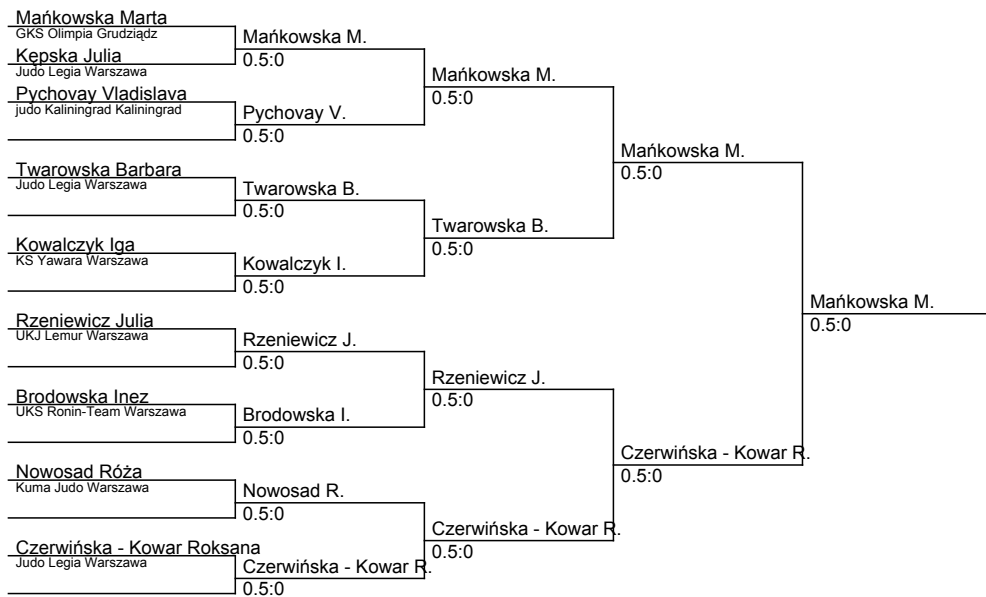 Mańkowska Marta
GKS Olimpia Grudziądz
Kępska Julia
Judo Legia Warszawa
Pychovay Vladislava
judo Kaliningrad Kaliningrad
Twarowska Barbara
Judo Legia Warszawa
Kowalczyk Iga
KS Yawara Warszawa
Rzeniewicz Julia
UKJ Lemur Warszawa
Brodowska Inez
UKS Ronin-Team Warszawa
Nowosad Róża
Kuma Judo Warszawa
Czerwińska - Kowar Roksana
Judo Legia Warszawa
Mańkowska M.
0.5:0
Pychovay V.
0.5:0
Twarowska B.
0.5:0
Kowalczyk I.
0.5:0
Rzeniewicz J.
0.5:0
Brodowska I.
0.5:0
Nowosad R.
0.5:0
Czerwińska - Kowar R.
0.5:0
Mańkowska M.
0.5:0
Twarowska B.
0.5:0
Rzeniewicz J.
0.5:0
Czerwińska - Kowar R.
0.5:0
Mańkowska M.
0.5:0
Czerwińska - Kowar R.
0.5:0
Mańkowska M.
0.5:0